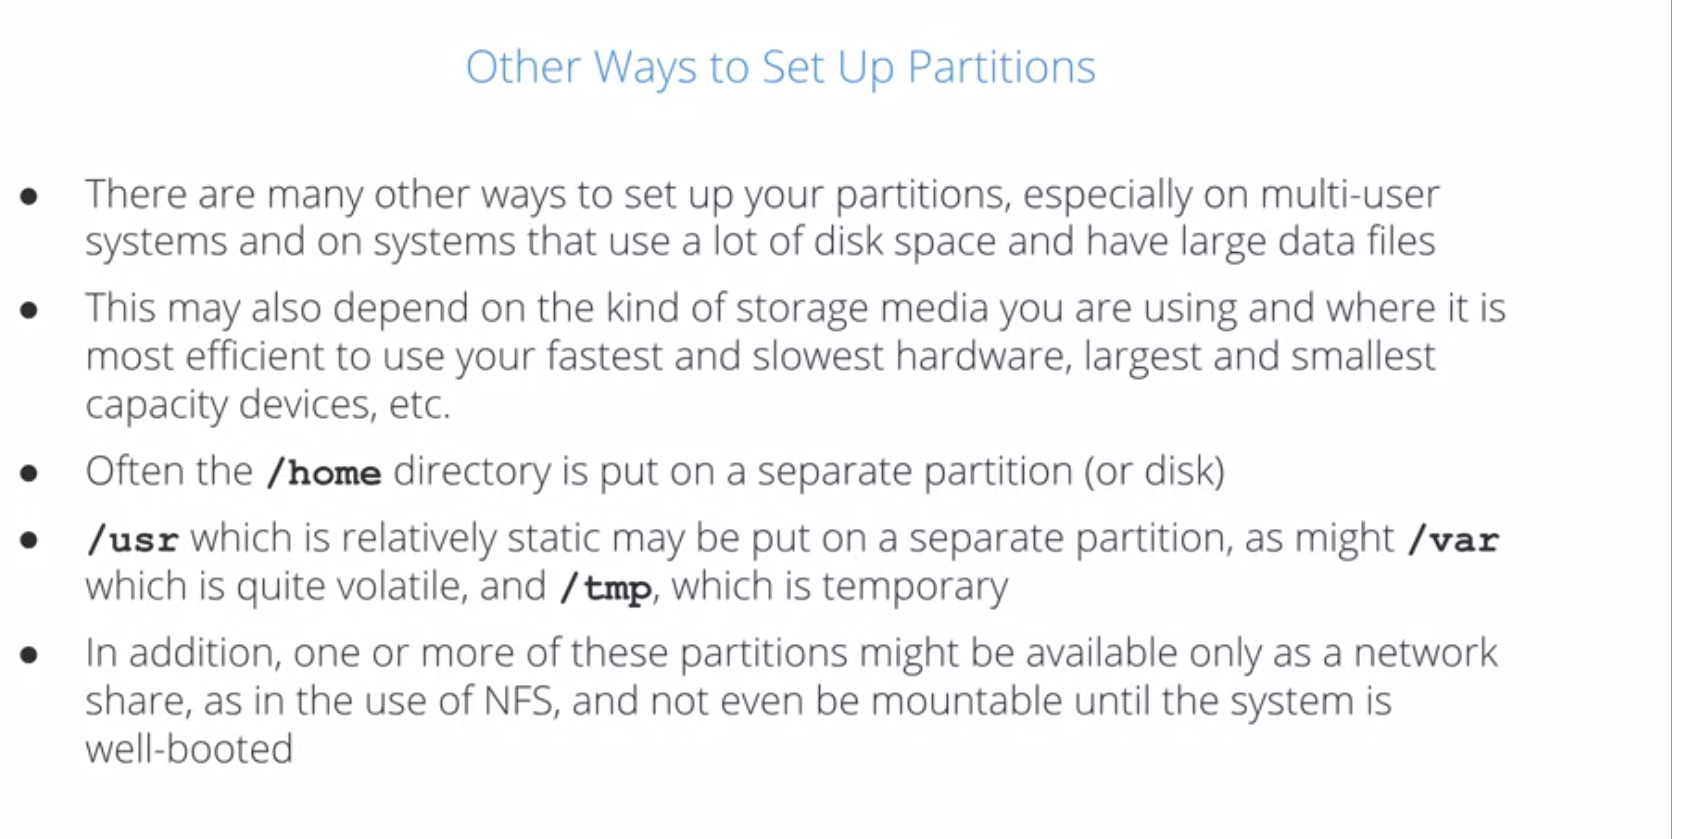 Other Ways to Set Up Partitions
● There are many other ways to set up your partitions, especially on multi-user
systems and on systems that use a lot of disk space and have large data files
● This may also depend on the kind of storage media you are using and where it is
most efficient to use your fastest and slowest hardware, largest and smallest
capacity devices, etc.
● Often the /home directory is put on a separate partition (or disk)
● /usr which is relatively static may be put on a separate partition, as might /var
which is quite volatile, and /tmp, which is temporary
● In addition, one or more of these partitions might be available only as a network
share, as in the use of NFS, and not even be mountable until the system is
well-booted